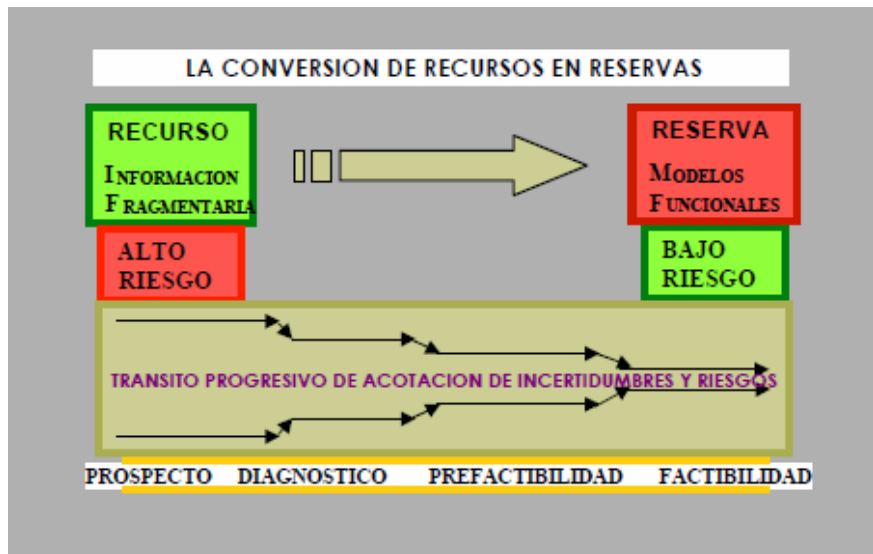 LA CONVERSION DE RECURSOS EN RESERVAS
RECURSO
INFORMACION
FRAGMENTARIA
RESERVA
MODELOS
FUNCIONALES
ALTO
RIESGO
BAJO
RIESGO
TRANSITO PROGRESIVO DE ACOTACION DE INCERTIDUMBRES Y RIESGOS
PROSPECTO DIAGNOSTICO PREFACTIBILIDAD FACTIBILIDAD